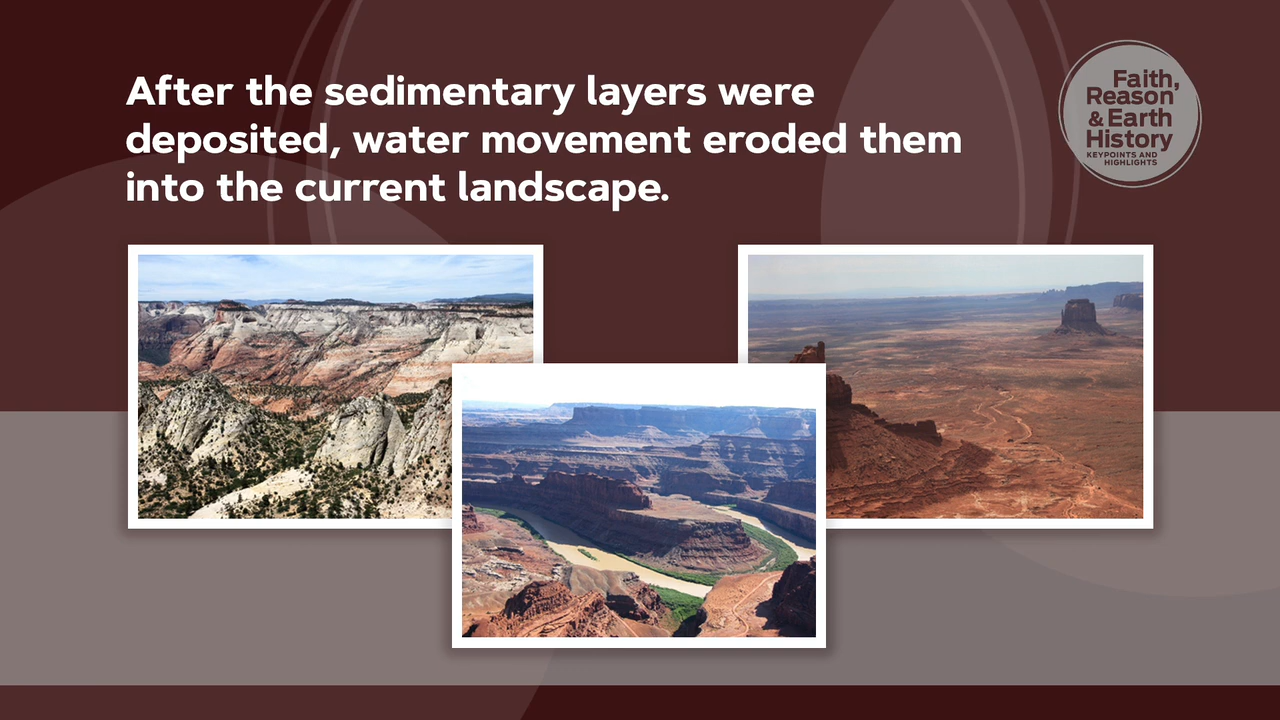 After the sedimentary layers were
deposited, water movement eroded them
into the current landscape.
Faith,
Reason
& Earth
History
KEYPOINTS AND
HIGHLIGHTS